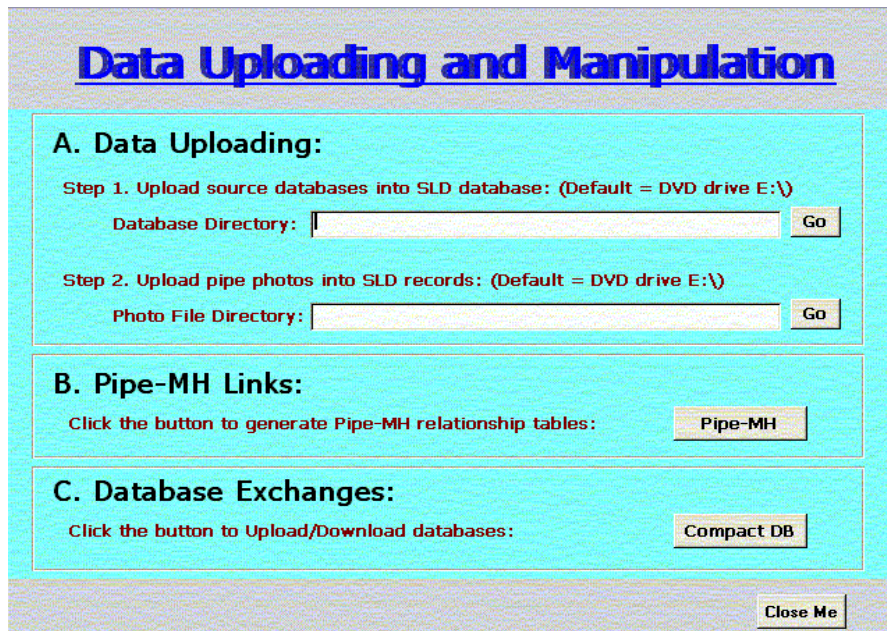 Data Uploading and Manipulation
A. Data Uploading:
Step 1. Upload source databases into SLD database: (Default = DVD drive E:\)
Database Directory: Go
Step 2. Upload pipe photos into SLD records: (Default = DVD drive E:\)
Photo File Directory: Go
B. Pipe-MH Links:
Click the button to generate Pipe-MH relationship tables: Pipe-MH
C. Database Exchanges:
Click the button to Upload/Download databases: Compact DB
Close Me